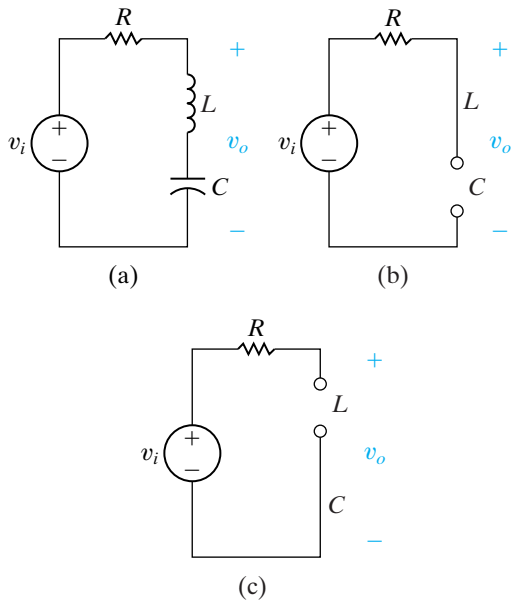 R R
+ +
L L
+ +
v_i v_o v_i v_o
− −
C C
− −
(a) (b)
R
+
L
+
v_i v_o
−
C
−
(c)